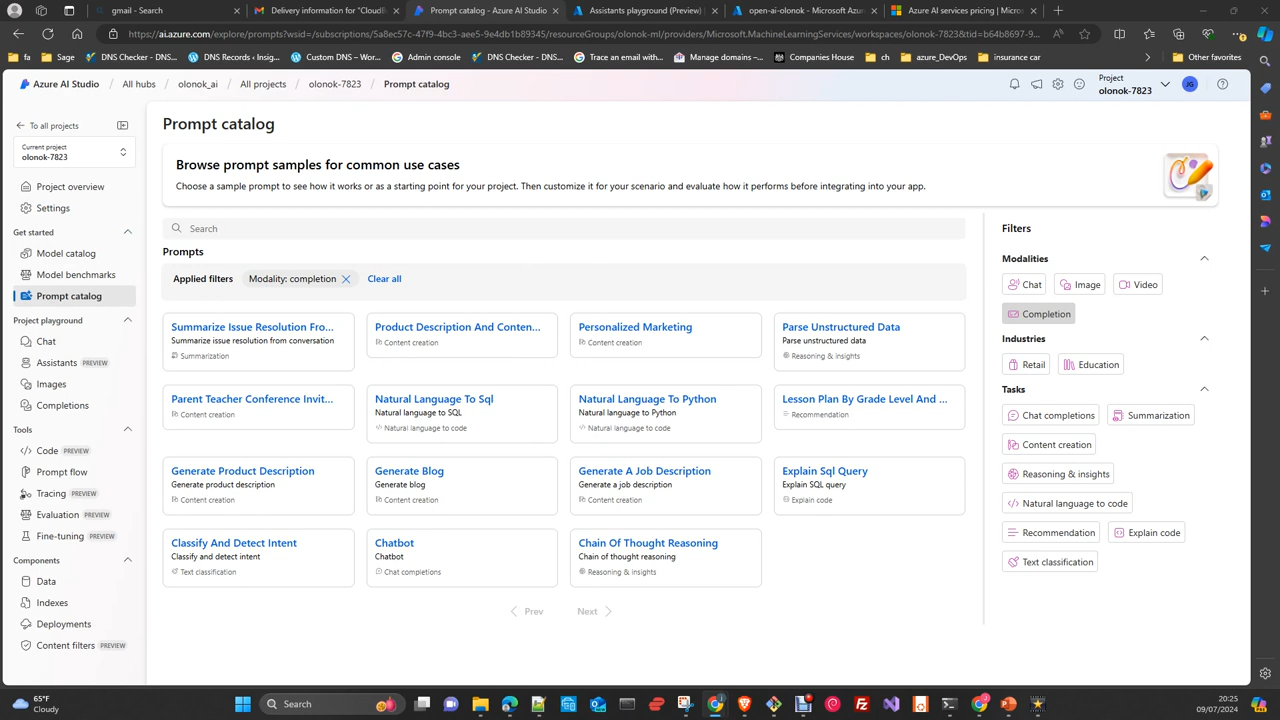 gmail - Search
Delivery information for "CloudB
Prompt catalog - Azure AI Studio
Assistants playground (Preview)
open-ai-olonok - Microsoft Azure
Azure AI services pricing | Micros
https://ai.azure.com/explore/prompts?wsid=/subscriptions/5a8ec57c-47f9-4bc3-aee5-9e4db1b89345/resourceGroups/olonok-ml/providers/Microsoft.MachineLearningServices/workspaces/olonok-7823&tid=b64b8697-9...
fa
DNS Checker - DNS...
DNS Records ‹ Insig...
Custom DNS – Wor...
Admin console
DNS Checker - DNS...
Trace an email with...
Manage domains –...
Companies House
ch
azure_DevOps
insurance car
Other favorites
Azure AI Studio
All hubs
olonok_ai
All projects
olonok-7823
Prompt catalog
Project
olonok-7823
JG
To all projects
Current project
olonok-7823
Project overview
Settings
Get started
Model catalog
Model benchmarks
Prompt catalog
Project playground
Chat
Assistants PREVIEW
Images
Completions
Tools
Code PREVIEW
Prompt flow
Tracing PREVIEW
Evaluation PREVIEW
Fine-tuning PREVIEW
Components
Data
Indexes
Deployments
Content filters PREVIEW
Prompt catalog
Browse prompt samples for common use cases
Choose a sample prompt to see how it works or as a starting point for your project. Then customize it for your scenario and evaluate how it performs before integrating into your app.
Search
Prompts
Applied filters
Modality: completion
Clear all
Summarize Issue Resolution Fro...
Summarize issue resolution from conversation
Summarization
Product Description And Conten...
Content creation
Personalized Marketing
Content creation
Parse Unstructured Data
Parse unstructured data
Reasoning & insights
Parent Teacher Conference Invit...
Content creation
Natural Language To Sql
Natural language to SQL
Natural language to code
Natural Language To Python
Natural language to Python
Natural language to code
Lesson Plan By Grade Level And ...
Recommendation
Generate Product Description
Generate product description
Content creation
Generate Blog
Generate blog
Content creation
Generate A Job Description
Generate a job description
Content creation
Explain Sql Query
Explain SQL query
Explain code
Classify And Detect Intent
Classify and detect intent
Text classification
Chatbot
Chatbot
Chat completions
Chain Of Thought Reasoning
Chain of thought reasoning
Reasoning & insights
Prev
Next
Filters
Modalities
Chat
Image
Video
Completion
Industries
Retail
Education
Tasks
Chat completions
Summarization
Content creation
Reasoning & insights
Natural language to code
Recommendation
Explain code
Text classification
65°F
Cloudy
Search
20:25
09/07/2024